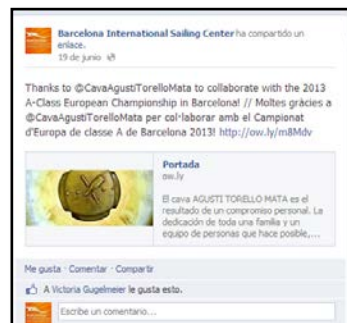 Barcelona International Sailing Center ha compartido un
enlace.
19 de junio
Thanks to @CavaAgustiTorelloMata to collaborate with the 2013
A-Class European Championship in Barcelona! // Moltes gràcies a
@CavaAgustiTorelloMata per col·laborar amb el Campionat
d'Europa de classe A de Barcelona 2013! http://ow.ly/m8Mdv
Portada
ow.ly
El cava AGUSTI TORELLO MATA es el
resultado de un compromiso personal. La
dedicación de toda una familia y un
equipo de personas que hace posible,...
Me gusta · Comentar · Compartir
A Victoria Gugelmeier le gusta esto.
Escribe un comentario...